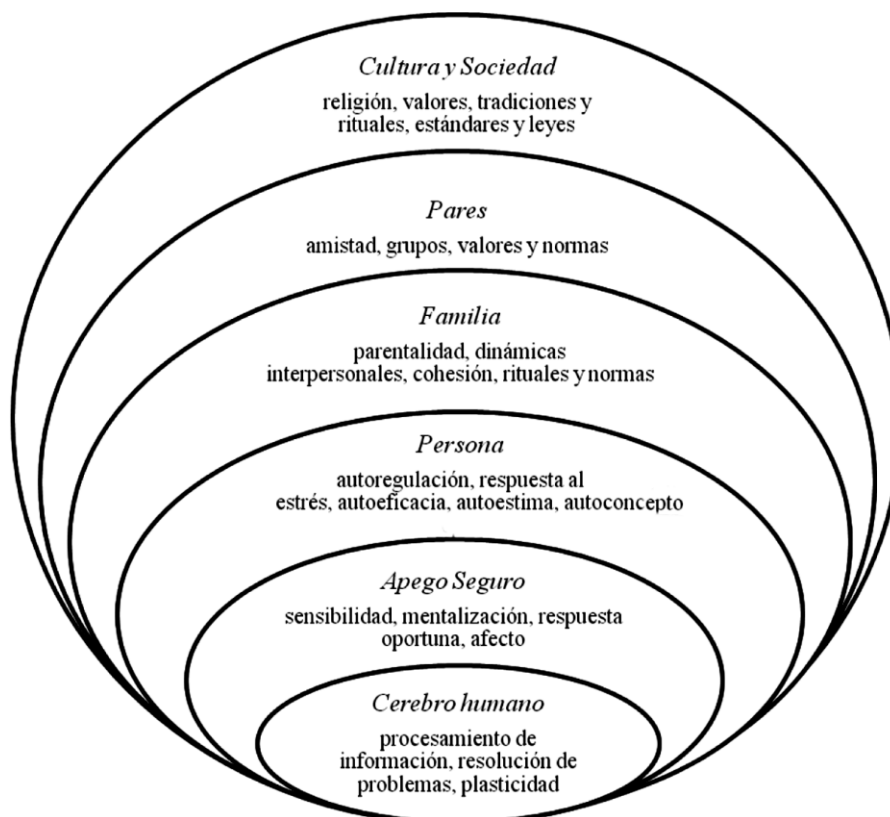 Cultura y Sociedad
religión, valores, tradiciones y
rituales, estándares y leyes
Pares
amistad, grupos, valores y normas
Familia
parentalidad, dinámicas
interpersonales, cohesión, rituales y normas
Persona
autoregulación, respuesta al
estrés, autoeficacia, autoestima, autoconcepto
Apego Seguro
sensibilidad, mentalización, respuesta
oportuna, afecto
Cerebro humano
procesamiento de
información, resolución de
problemas, plasticidad